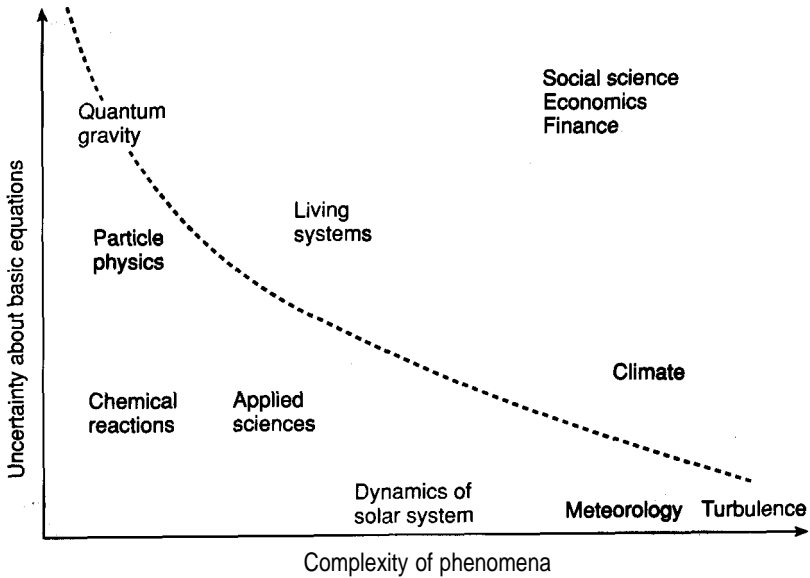 Uncertainty about basic equations
Quantum
gravity
Social science
Economics
Finance
Living
systems
Particle
physics
Climate
Chemical
reactions
Applied
sciences
Dynamics of
solar system
Meteorology
Turbulence
Complexity of phenomena